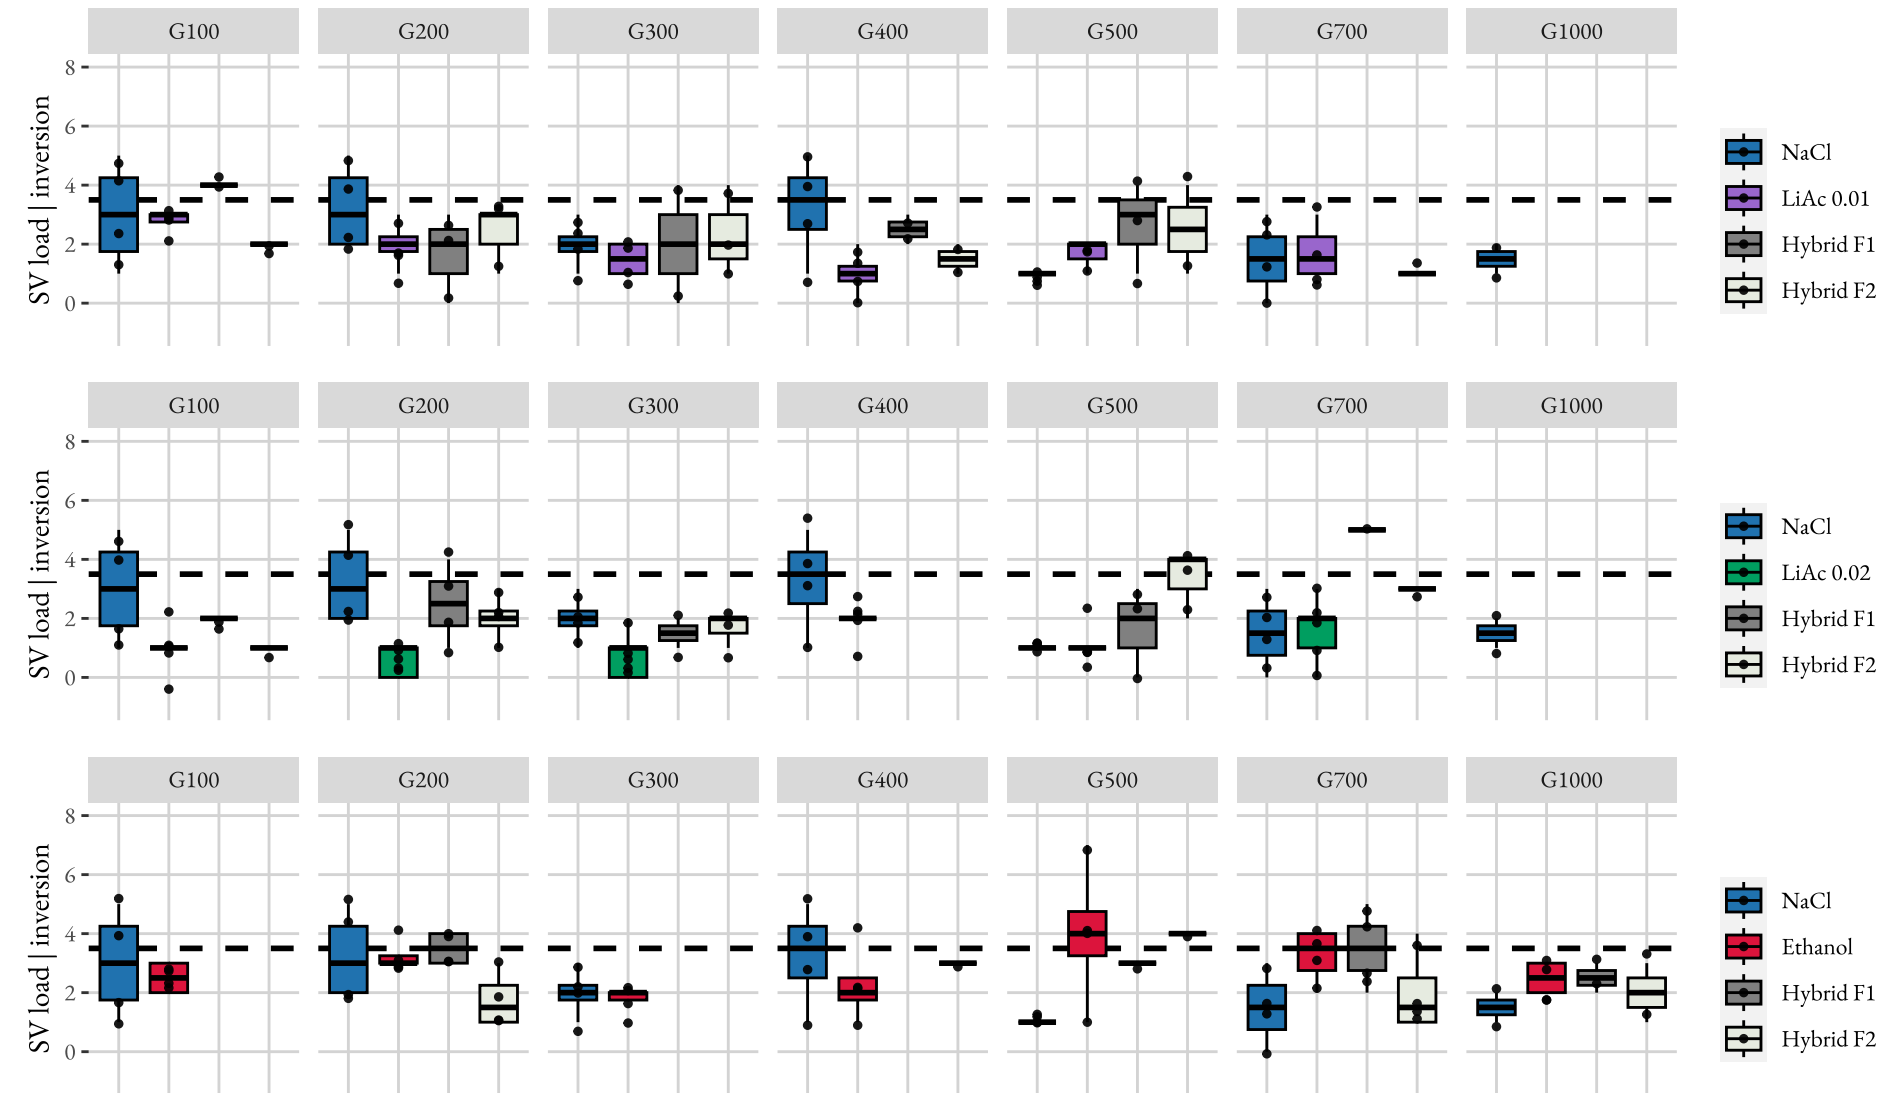 G100 G200 G300 G400 G500 G700 G1000
SV load | inversion
8
6
4
2
0
NaCl
LiAc 0.01
Hybrid F1
Hybrid F2
G100 G200 G300 G400 G500 G700 G1000
SV load | inversion
8
6
4
2
0
NaCl
LiAc 0.02
Hybrid F1
Hybrid F2
G100 G200 G300 G400 G500 G700 G1000
SV load | inversion
8
6
4
2
0
NaCl
Ethanol
Hybrid F1
Hybrid F2